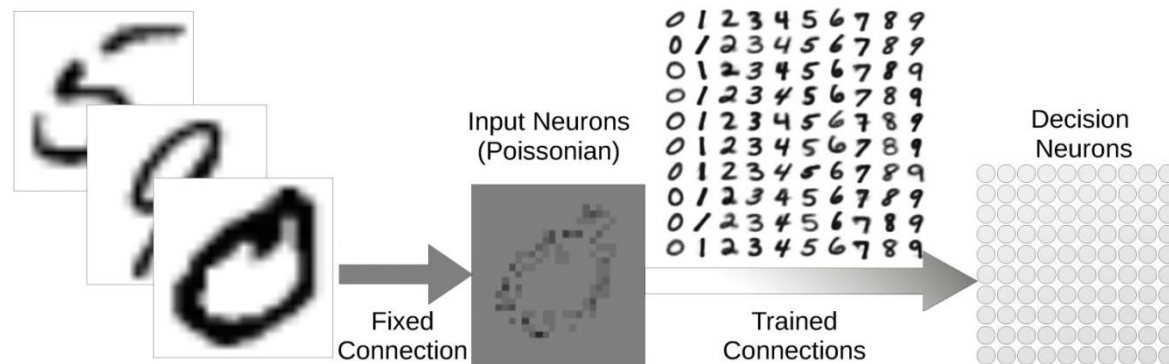 0 1 2 3 4 5 6 7 8 9
0 1 2 3 4 5 6 7 8 9
0 1 2 3 4 5 6 7 8 9
0 1 2 3 4 5 6 7 8 9
0 1 2 3 4 5 6 7 8 9
0 1 2 3 4 5 6 7 8 9
0 1 2 3 4 5 6 7 8 9
0 1 2 3 4 5 6 7 8 9
0 1 2 3 4 5 6 7 8 9
0 1 2 3 4 5 6 7 8 9
5
9
0
Input Neurons
(Poissonian)
Decision
Neurons
Fixed
Connection
Trained
Connections